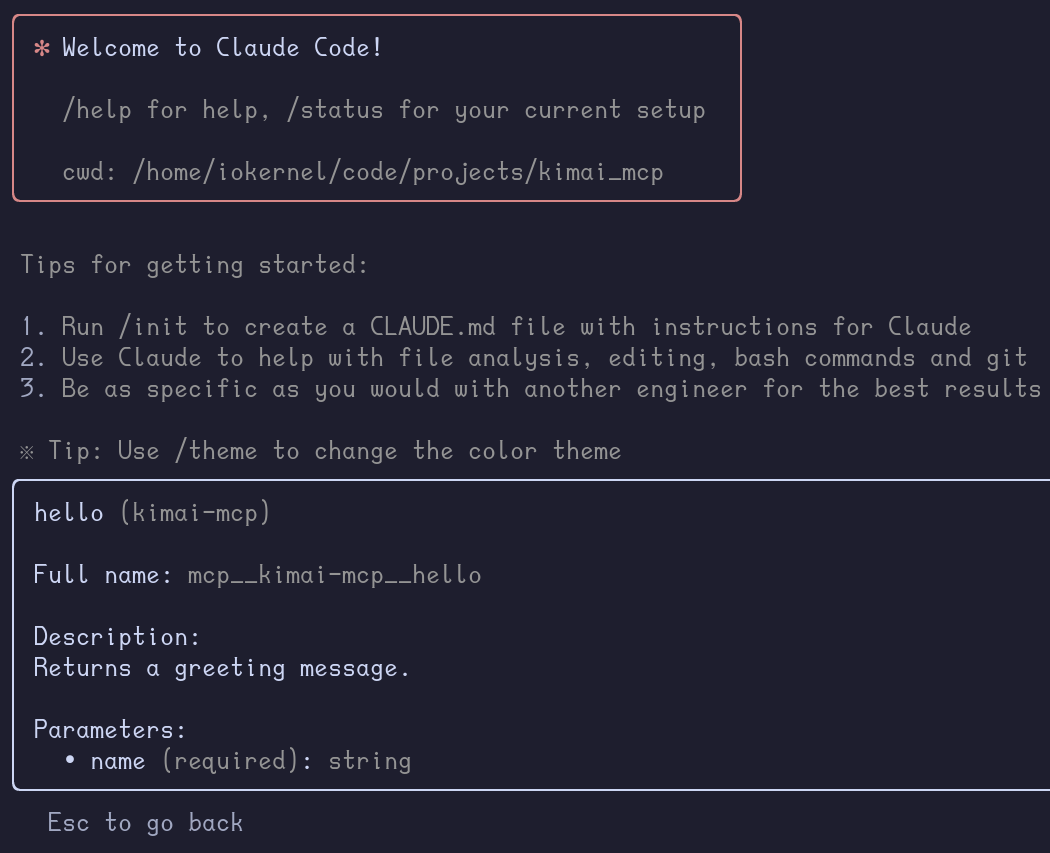 ✻ Welcome to Claude Code!
/help for help, /status for your current setup
cwd: /home/iokernel/code/projects/kimai_mcp
Tips for getting started:
1. Run /init to create a CLAUDE.md file with instructions for Claude
2. Use Claude to help with file analysis, editing, bash commands and git
3. Be as specific as you would with another engineer for the best results
※ Tip: Use /theme to change the color theme
hello (kimai-mcp)
Full name: mcp__kimai-mcp__hello
Description:
Returns a greeting message.
Parameters:
• name (required): string
Esc to go back